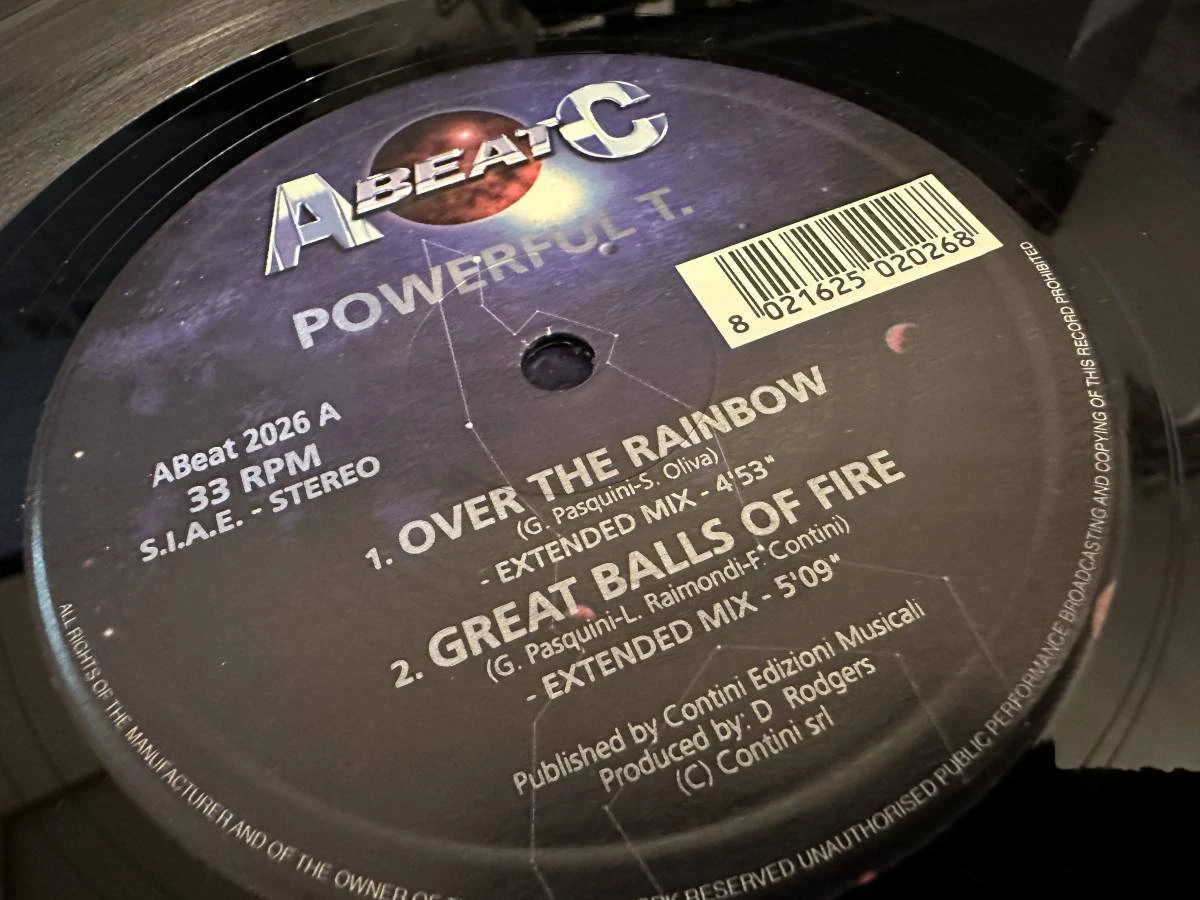 ABEAT C
POWERFUL T.
8 021625 020268
ABeat 2026 A
33 RPM
S.I.A.E. - STEREO
1. OVER THE RAINBOW
(G. Pasquini-S. Oliva)
- EXTENDED MIX - 4'53"
2. GREAT BALLS OF FIRE
(G. Pasquini-L. Raimondi-F. Contini)
- EXTENDED MIX - 5'09"
Published by Contini Edizioni Musicali
Produced by: D Rodgers
(C) Contini srl
ALL RIGHTS OF THE MANUFACTURER AND OF THE OWNER OF
RESERVED UNAUTHORISED PUBLIC PERFORMANCE BROADCASTING AND COPYING OF THIS RECORD PROHIBITED